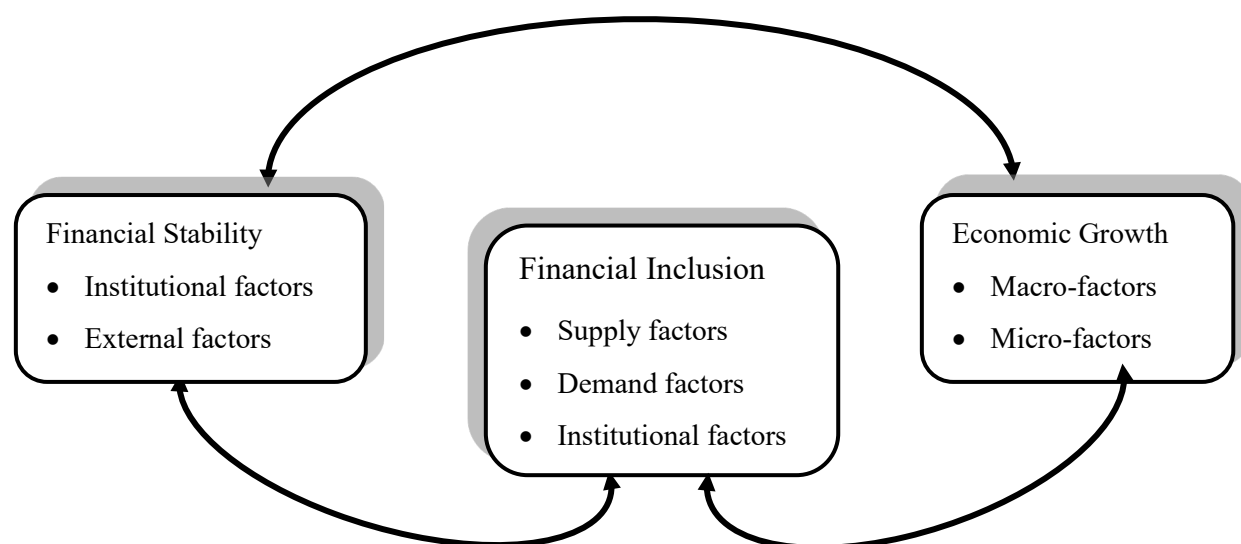 Financial Stability
• Institutional factors
• External factors
Financial Inclusion
• Supply factors
• Demand factors
• Institutional factors
Economic Growth
• Macro-factors
• Micro-factors